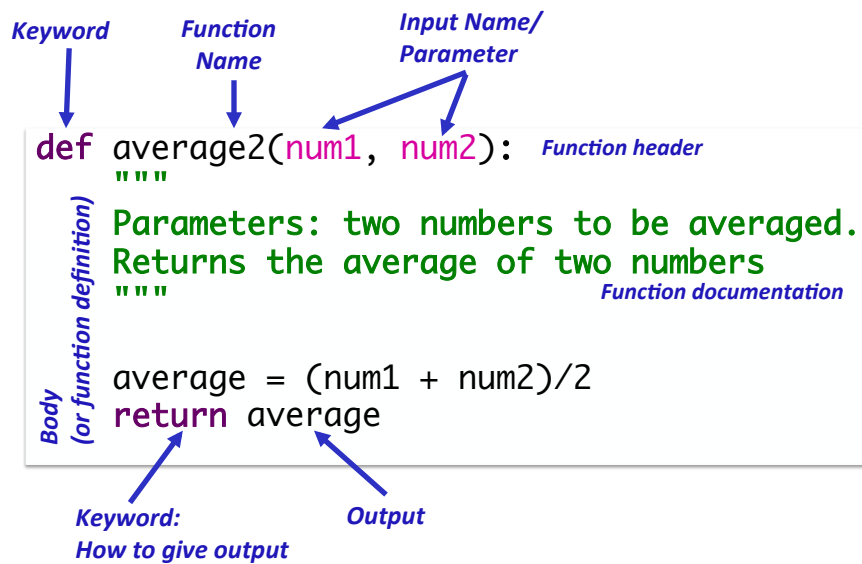 Keyword
Function
Name
Input Name/
Parameter
def average2(num1, num2):
Function header
"""
Parameters: two numbers to be averaged.
Returns the average of two numbers
"""
Function documentation
Body
(or function definition)
average = (num1 + num2)/2
return average
Keyword:
How to give output
Output